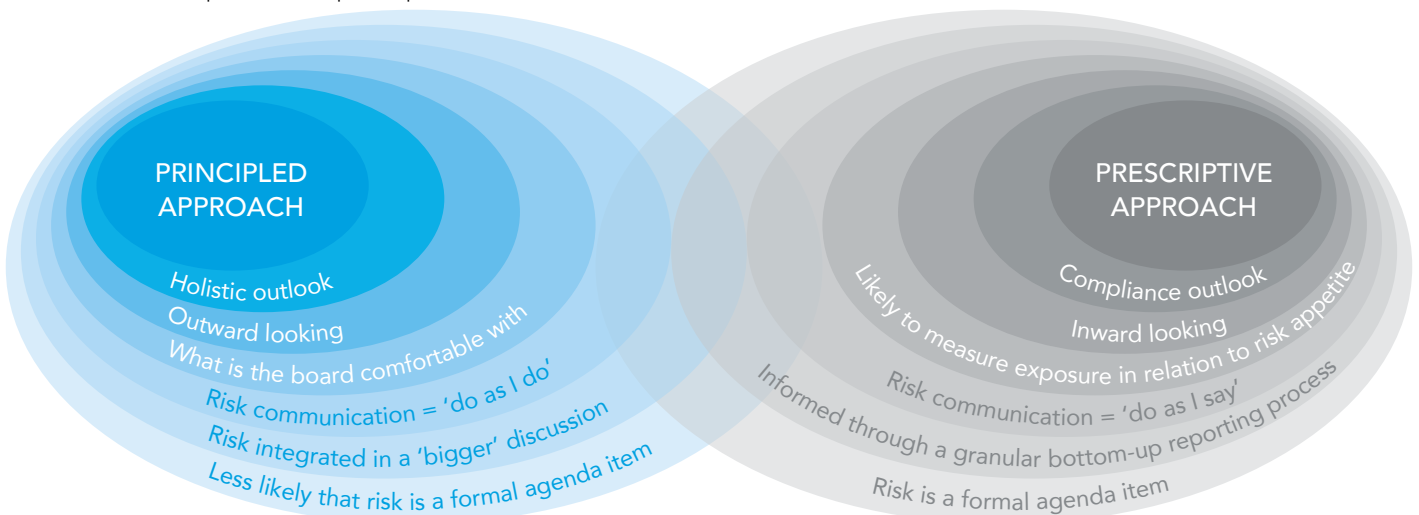 PRINCIPLED
APPROACH
Holistic outlook
Outward looking
What is the board comfortable with
Risk communication = ‘do as I do’
Risk integrated in a ‘bigger’ discussion
Less likely that risk is a formal agenda item
PRESCRIPTIVE
APPROACH
Compliance outlook
Inward looking
Likely to measure exposure in relation to risk appetite
Risk communication = ‘do as I say’
Informed through a granular bottom-up reporting process
Risk is a formal agenda item